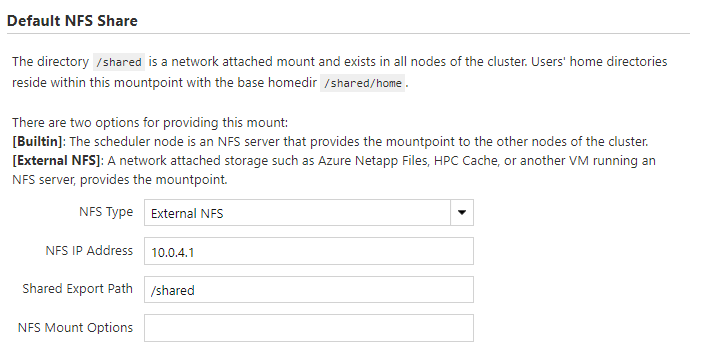 Default NFS Share
The directory /shared is a network attached mount and exists in all nodes of the cluster. Users' home directories
reside within this mountpoint with the base homedir /shared/home .
There are two options for providing this mount:
[Builtin]: The scheduler node is an NFS server that provides the mountpoint to the other nodes of the cluster.
[External NFS]: A network attached storage such as Azure Netapp Files, HPC Cache, or another VM running an
NFS server, provides the mountpoint.
NFS Type External NFS
NFS IP Address 10.0.4.1
Shared Export Path /shared
NFS Mount Options